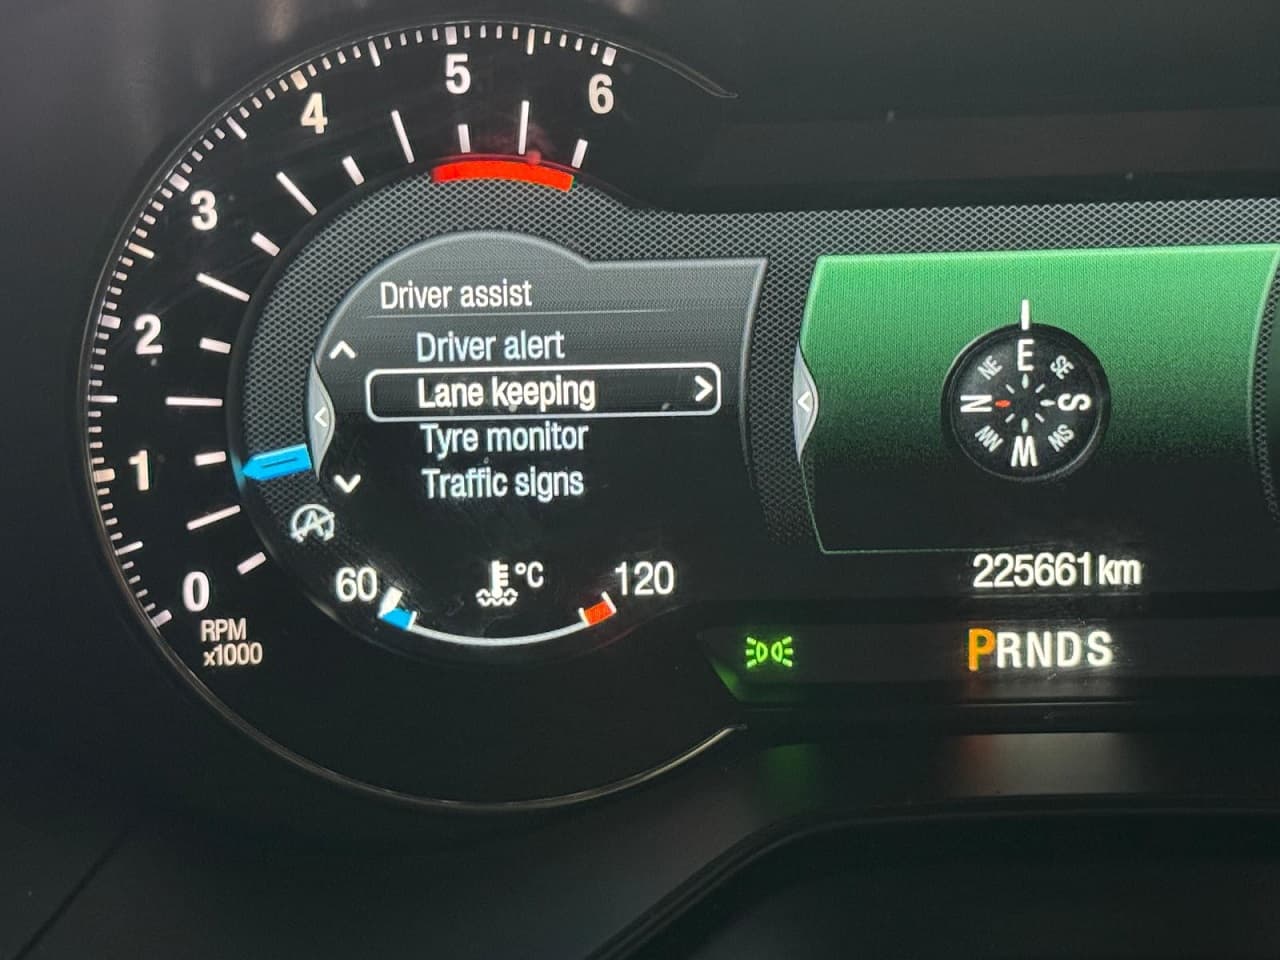 5
6
4
3
2
1
0
RPM
x1000
Driver assist
Driver alert
Lane keeping
Tyre monitor
Traffic signs
A
60
°C
120
E
NE
SE
N
S
NW
SW
W
225661 km
PRNDS